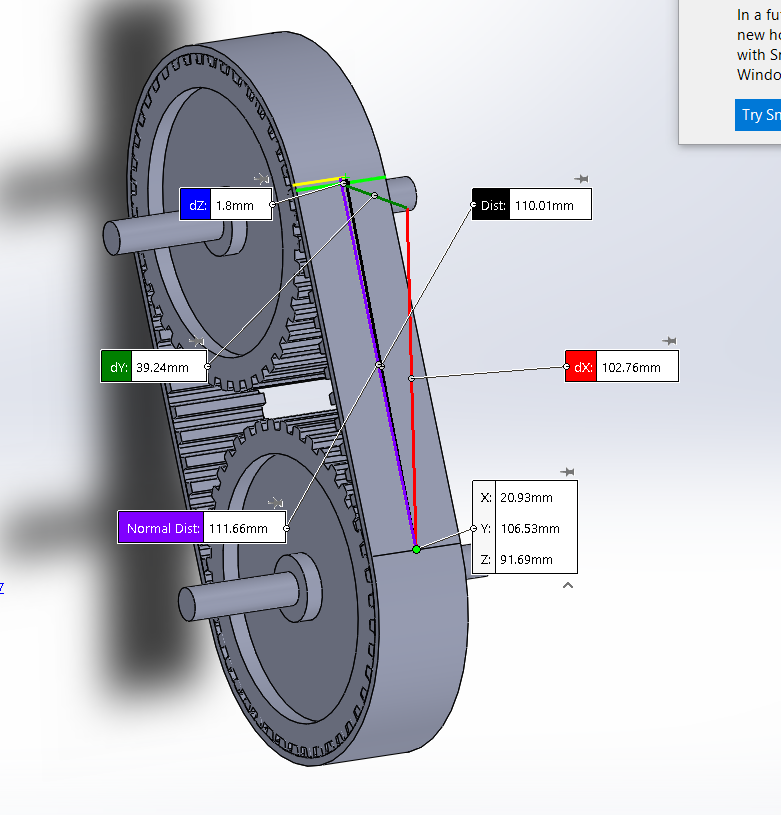 In a fu
new ho
with Sn
Windo
Try Sn
dZ: 1.8mm
Dist: 110.01mm
dY: 39.24mm
dX: 102.76mm
X: 20.93mm
Normal Dist: 111.66mm
Y: 106.53mm
Z: 91.69mm
7